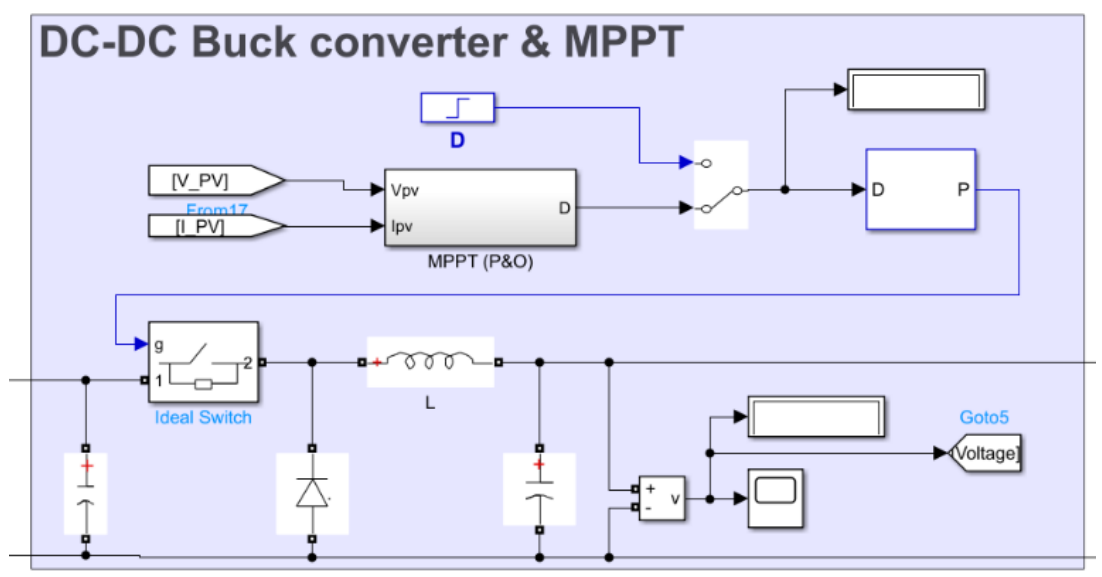 DC-DC Buck converter & MPPT
D
[V_PV]
From17
[I_PV]
Vpv
Ipv
D
MPPT (P&O)
D
P
g
1
2
Ideal Switch
+
L
+
+
+
-
v
Goto5
[Voltage]